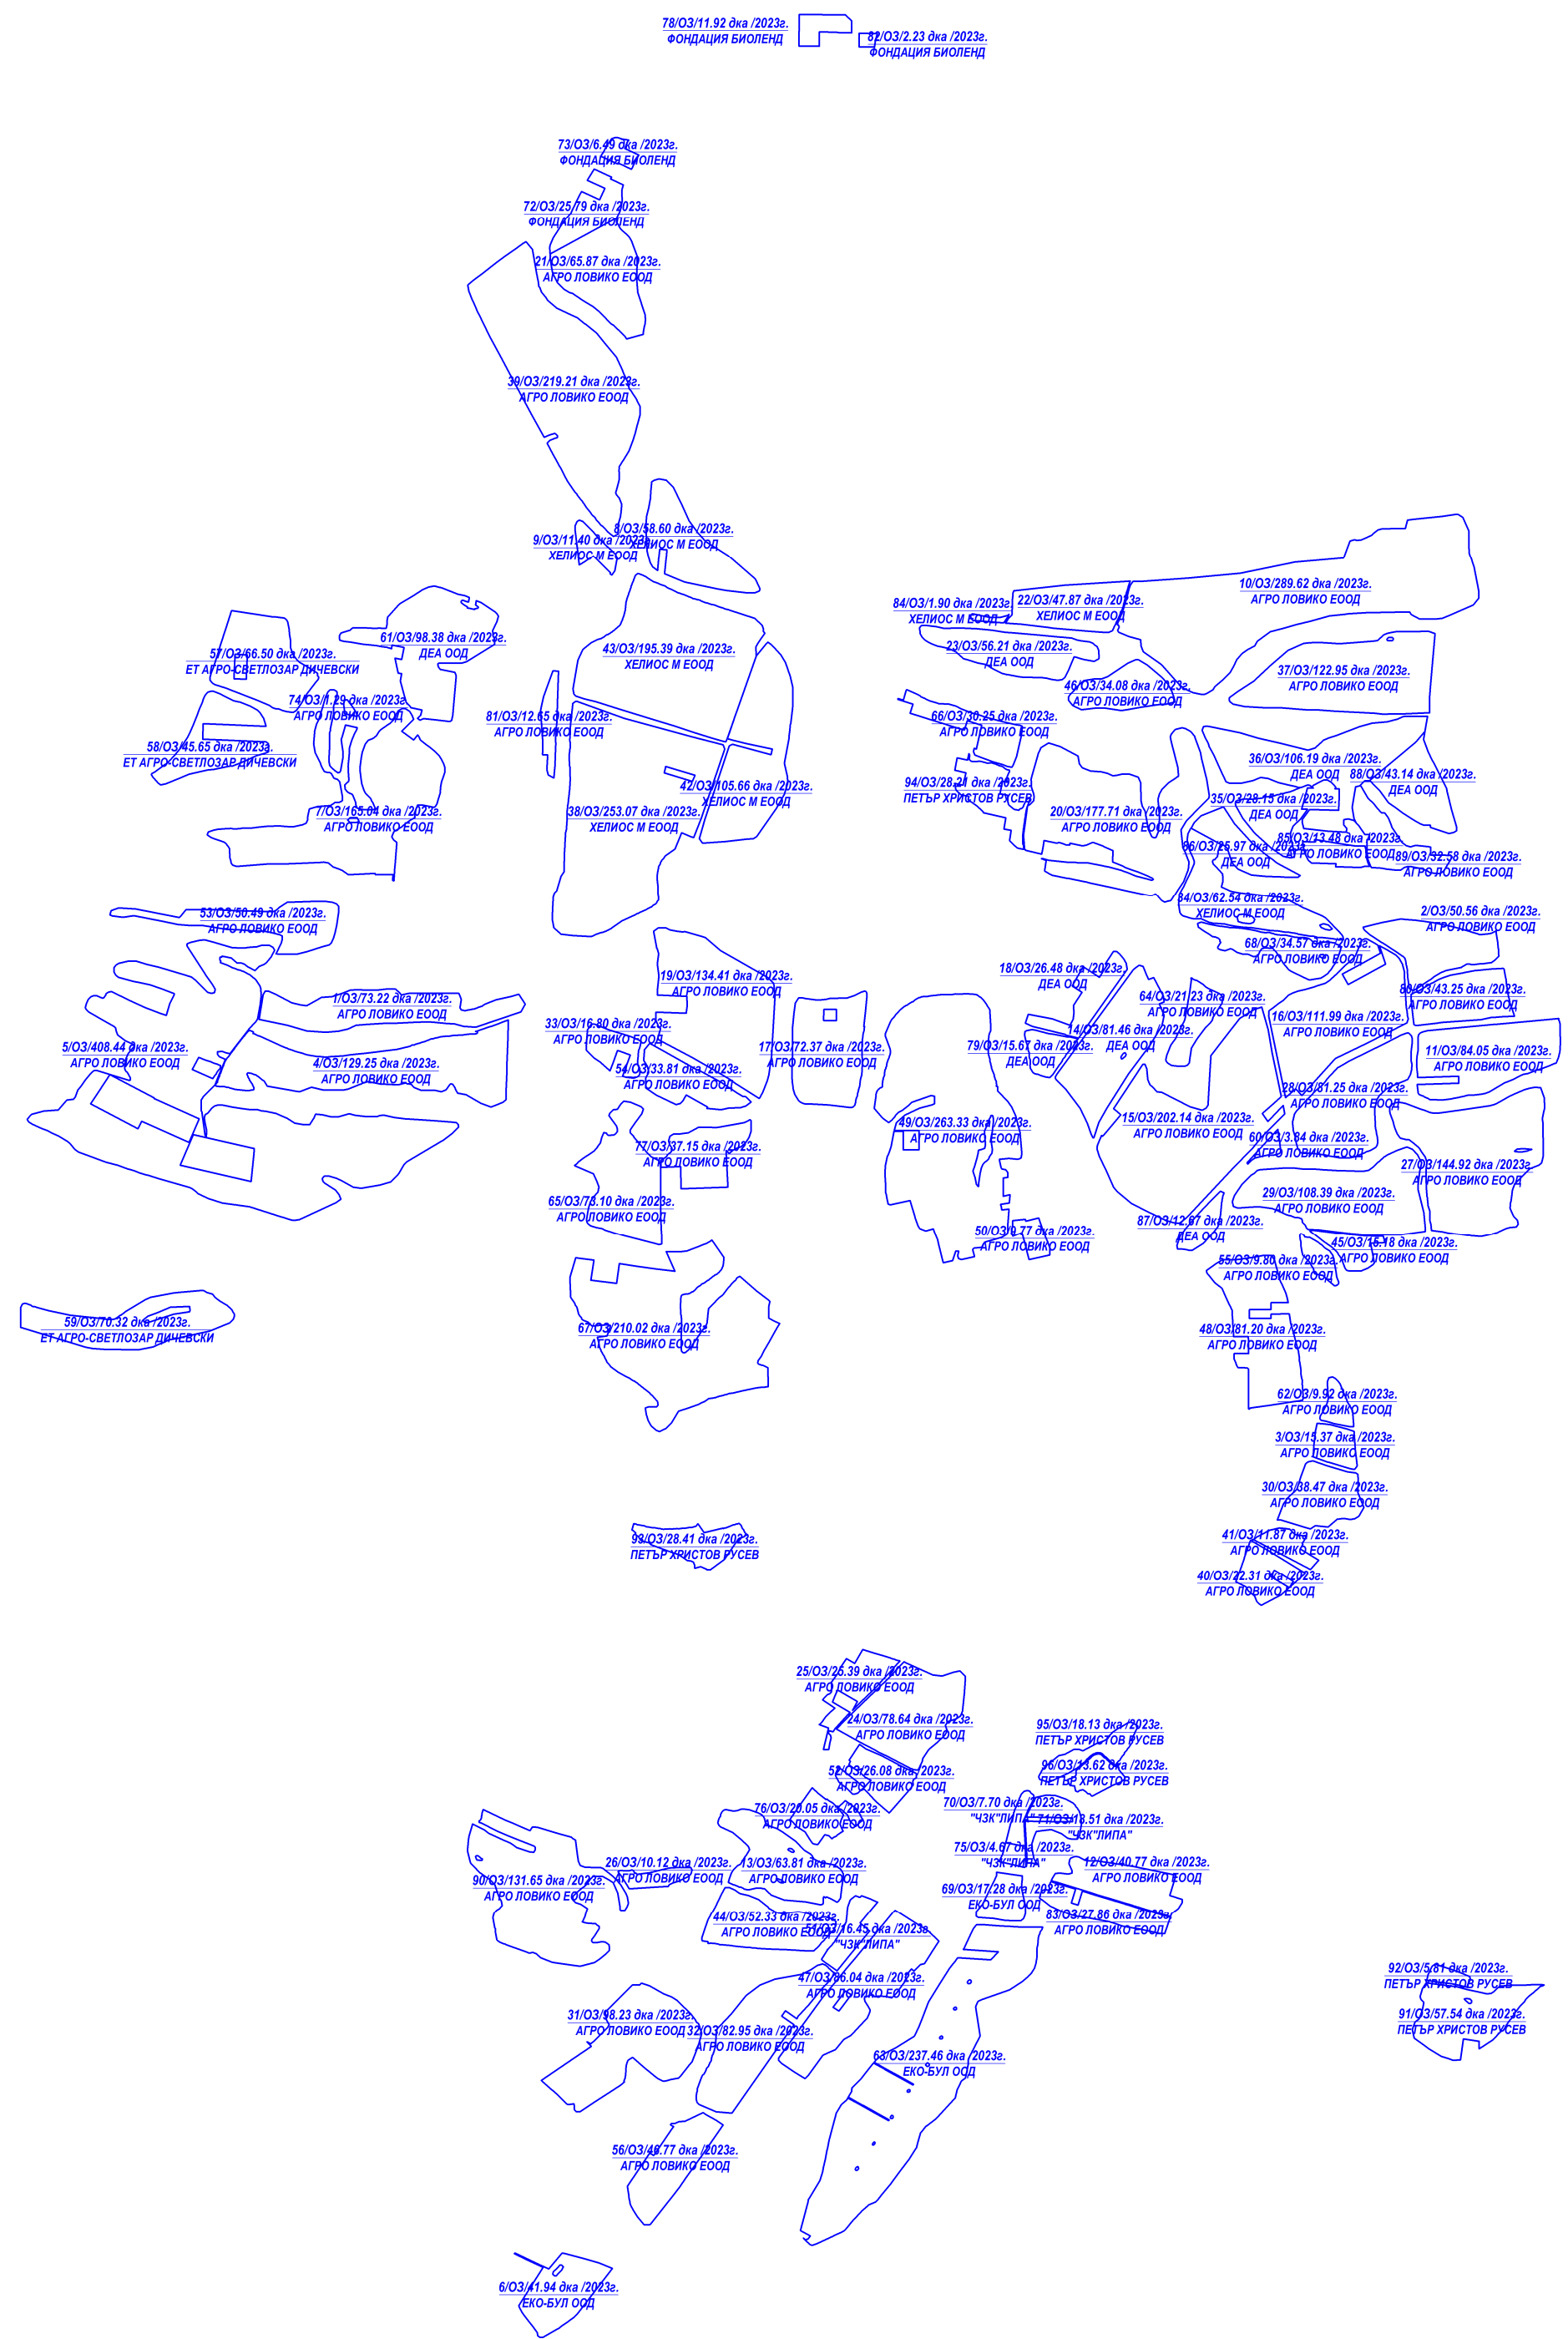 78/ОЗ/11.92 дка /2023г.
ФОНДАЦИЯ БИОЛЕНД
82/ОЗ/2.23 дка /2023г.
ФОНДАЦИЯ БИОЛЕНД
73/ОЗ/6.49 дка /2023г.
ФОНДАЦИЯ БИОЛЕНД
72/ОЗ/25.79 дка /2023г.
ФОНДАЦИЯ БИОЛЕНД
21/ОЗ/65.87 дка /2023г.
АГРО ЛОВИКО ЕООД
39/ОЗ/219.21 дка /2023г.
АГРО ЛОВИКО ЕООД
8/ОЗ/58.60 дка /2023г.
ХЕЛИОС М ЕООД
9/ОЗ/11.40 дка /2023г.
ХЕЛИОС М ЕООД
10/ОЗ/289.62 дка /2023г.
АГРО ЛОВИКО ЕООД
84/ОЗ/1.90 дка /2023г.
ХЕЛИОС М ЕООД
22/ОЗ/47.87 дка /2023г.
ХЕЛИОС М ЕООД
61/ОЗ/98.38 дка /2023г.
ДЕА ООД
43/ОЗ/195.39 дка /2023г.
ХЕЛИОС М ЕООД
23/ОЗ/56.21 дка /2023г.
ДЕА ООД
57/ОЗ/66.50 дка /2023г.
ЕТ АГРО-СВЕТЛОЗАР ДИЧЕВСКИ
37/ОЗ/122.95 дка /2023г.
АГРО ЛОВИКО ЕООД
46/ОЗ/34.08 дка /2023г.
АГРО ЛОВИКО ЕООД
74/ОЗ/1.29 дка /2023г.
АГРО ЛОВИКО ЕООД
81/ОЗ/12.65 дка /2023г.
АГРО ЛОВИКО ЕООД
66/ОЗ/30.25 дка /2023г.
АГРО ЛОВИКО ЕООД
58/ОЗ/45.65 дка /2023г.
ЕТ АГРО-СВЕТЛОЗАР ДИЧЕВСКИ
36/ОЗ/106.19 дка /2023г.
ДЕА ООД
88/ОЗ/43.14 дка /2023г.
ДЕА ООД
42/ОЗ/105.66 дка /2023г.
ХЕЛИОС М ЕООД
94/ОЗ/28.21 дка /2023г.
ПЕТЪР ХРИСТОВ РУСЕВ
35/ОЗ/28.15 дка /2023г.
ДЕА ООД
7/ОЗ/165.04 дка /2023г.
АГРО ЛОВИКО ЕООД
38/ОЗ/253.07 дка /2023г.
ХЕЛИОС М ЕООД
20/ОЗ/177.71 дка /2023г.
АГРО ЛОВИКО ЕООД
85/ОЗ/13.48 дка /2023г.
АГРО ЛОВИКО ЕООД
86/ОЗ/25.97 дка /2023г.
ДЕА ООД
89/ОЗ/32.58 дка /2023г.
АГРО ЛОВИКО ЕООД
34/ОЗ/62.54 дка /2023г.
ХЕЛИОС М ЕООД
53/ОЗ/50.49 дка /2023г.
АГРО ЛОВИКО ЕООД
2/ОЗ/50.56 дка /2023г.
АГРО ЛОВИКО ЕООД
68/ОЗ/34.57 дка /2023г.
АГРО ЛОВИКО ЕООД
19/ОЗ/134.41 дка /2023г.
АГРО ЛОВИКО ЕООД
18/ОЗ/26.48 дка /2023г.
ДЕА ООД
80/ОЗ/43.25 дка /2023г.
АГРО ЛОВИКО ЕООД
1/ОЗ/73.22 дка /2023г.
АГРО ЛОВИКО ЕООД
64/ОЗ/21.23 дка /2023г.
АГРО ЛОВИКО ЕООД
16/ОЗ/111.99 дка /2023г.
АГРО ЛОВИКО ЕООД
33/ОЗ/16.80 дка /2023г.
АГРО ЛОВИКО ЕООД
14/ОЗ/81.46 дка /2023г.
ДЕА ООД
5/ОЗ/408.44 дка /2023г.
АГРО ЛОВИКО ЕООД
17/ОЗ/72.37 дка /2023г.
АГРО ЛОВИКО ЕООД
79/ОЗ/15.67 дка /2023г.
ДЕА ООД
11/ОЗ/84.05 дка /2023г.
АГРО ЛОВИКО ЕООД
4/ОЗ/129.25 дка /2023г.
АГРО ЛОВИКО ЕООД
54/ОЗ/33.81 дка /2023г.
АГРО ЛОВИКО ЕООД
28/ОЗ/81.25 дка /2023г.
АГРО ЛОВИКО ЕООД
49/ОЗ/263.33 дка /2023г.
АГРО ЛОВИКО ЕООД
15/ОЗ/202.14 дка /2023г.
АГРО ЛОВИКО ЕООД
60/ОЗ/3.84 дка /2023г.
АГРО ЛОВИКО ЕООД
77/ОЗ/37.15 дка /2023г.
АГРО ЛОВИКО ЕООД
27/ОЗ/144.92 дка /2023г.
АГРО ЛОВИКО ЕООД
65/ОЗ/73.10 дка /2023г.
АГРО ЛОВИКО ЕООД
29/ОЗ/108.39 дка /2023г.
АГРО ЛОВИКО ЕООД
87/ОЗ/12.67 дка /2023г.
ДЕА ООД
50/ОЗ/9.77 дка /2023г.
АГРО ЛОВИКО ЕООД
45/ОЗ/15.18 дка /2023г.
АГРО ЛОВИКО ЕООД
55/ОЗ/9.80 дка /2023г.
АГРО ЛОВИКО ЕООД
59/ОЗ/70.32 дка /2023г.
ЕТ АГРО-СВЕТЛОЗАР ДИЧЕВСКИ
67/ОЗ/210.02 дка /2023г.
АГРО ЛОВИКО ЕООД
48/ОЗ/81.20 дка /2023г.
АГРО ЛОВИКО ЕООД
62/ОЗ/9.92 дка /2023г.
АГРО ЛОВИКО ЕООД
3/ОЗ/15.37 дка /2023г.
АГРО ЛОВИКО ЕООД
30/ОЗ/38.47 дка /2023г.
АГРО ЛОВИКО ЕООД
93/ОЗ/28.41 дка /2023г.
ПЕТЪР ХРИСТОВ РУСЕВ
41/ОЗ/11.87 дка /2023г.
АГРО ЛОВИКО ЕООД
40/ОЗ/22.31 дка /2023г.
АГРО ЛОВИКО ЕООД
25/ОЗ/25.39 дка /2023г.
АГРО ЛОВИКО ЕООД
24/ОЗ/78.64 дка /2023г.
АГРО ЛОВИКО ЕООД
95/ОЗ/18.13 дка /2023г.
ПЕТЪР ХРИСТОВ РУСЕВ
52/ОЗ/26.08 дка /2023г.
АГРО ЛОВИКО ЕООД
96/ОЗ/13.62 дка /2023г.
ПЕТЪР ХРИСТОВ РУСЕВ
76/ОЗ/20.05 дка /2023г.
АГРО ЛОВИКО ЕООД
70/ОЗ/7.70 дка /2023г.
"ЧЗК"ЛИПА"
71/ОЗ/18.51 дка /2023г.
"ЧЗК"ЛИПА"
75/ОЗ/4.67 дка /2023г.
"ЧЗК"ЛИПА"
26/ОЗ/10.12 дка /2023г.
АГРО ЛОВИКО ЕООД
13/ОЗ/63.81 дка /2023г.
АГРО ЛОВИКО ЕООД
12/ОЗ/40.77 дка /2023г.
АГРО ЛОВИКО ЕООД
90/ОЗ/131.65 дка /2023г.
АГРО ЛОВИКО ЕООД
69/ОЗ/17.28 дка /2023г.
ЕКО-БУЛ ООД
44/ОЗ/52.33 дка /2023г.
АГРО ЛОВИКО ЕООД
83/ОЗ/27.86 дка /2023г.
АГРО ЛОВИКО ЕООД
51/ОЗ/16.45 дка /2023г.
"ЧЗК"ЛИПА"
92/ОЗ/5.81 дка /2023г.
ПЕТЪР ХРИСТОВ РУСЕВ
47/ОЗ/86.04 дка /2023г.
АГРО ЛОВИКО ЕООД
31/ОЗ/98.23 дка /2023г.
АГРО ЛОВИКО ЕООД
91/ОЗ/57.54 дка /2023г.
ПЕТЪР ХРИСТОВ РУСЕВ
32/ОЗ/82.95 дка /2023г.
АГРО ЛОВИКО ЕООД
63/ОЗ/237.46 дка /2023г.
ЕКО-БУЛ ООД
56/ОЗ/46.77 дка /2023г.
АГРО ЛОВИКО ЕООД
6/ОЗ/41.94 дка /2023г.
ЕКО-БУЛ ООД